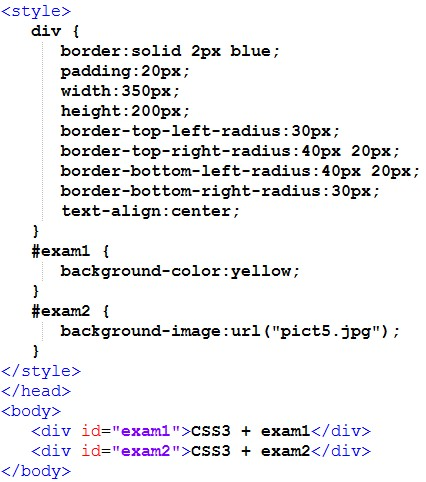 <style>
div {
border:solid 2px blue;
padding:20px;
width:350px;
height:200px;
border-top-left-radius:30px;
border-top-right-radius:40px 20px;
border-bottom-left-radius:40px 20px;
border-bottom-right-radius:30px;
text-align:center;
}
#exam1 {
background-color:yellow;
}
#exam2 {
background-image:url("pict5.jpg");
}
</style>
</head>
<body>
<div id="exam1">CSS3 + exam1</div>
<div id="exam2">CSS3 + exam2</div>
</body>